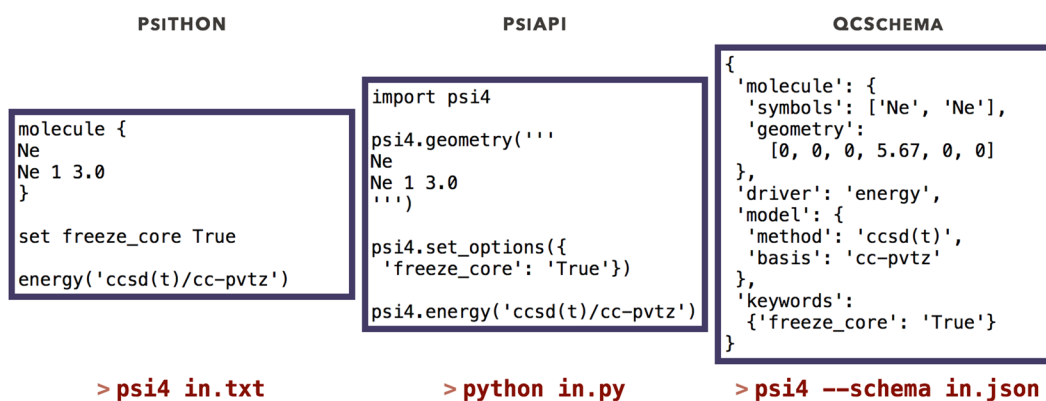 PSITHON
molecule {
Ne
Ne 1 3.0
}
set freeze_core True
energy('ccsd(t)/cc-pvtz')
> psi4 in.txt
PSIAPI
import psi4
psi4.geometry('''
Ne
Ne 1 3.0
''')
psi4.set_options({
 'freeze_core': 'True'})
psi4.energy('ccsd(t)/cc-pvtz')
> python in.py
QCSCHEMA
{
 'molecule': {
  'symbols': ['Ne', 'Ne'],
  'geometry':
    [0, 0, 0, 5.67, 0, 0]
 },
 'driver': 'energy',
 'model': {
  'method': 'ccsd(t)',
  'basis': 'cc-pvtz'
 },
 'keywords':
  {'freeze_core': 'True'}
}
> psi4 --schema in.json